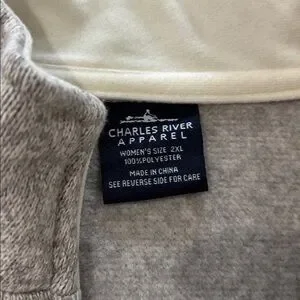 CHARLES RIVER
APPAREL
WOMEN'S SIZE 2XL
100%POLYESTER
MADE IN CHINA
SEE REVERSE SIDE FOR CARE